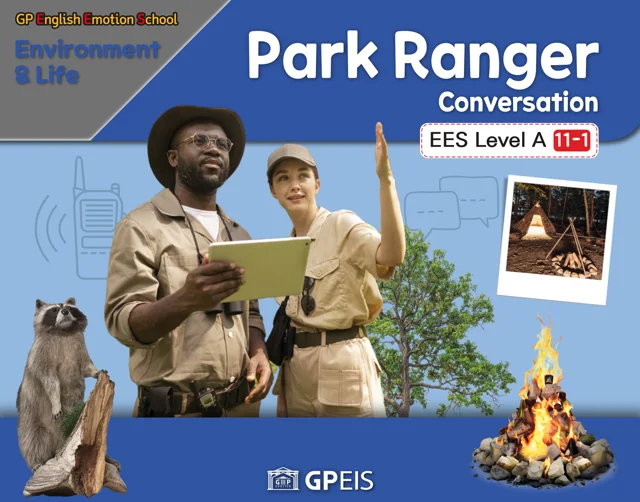 GP English Emotion School
Environment
& Life
Park Ranger
Conversation
EES Level A 11-1
GPEIS